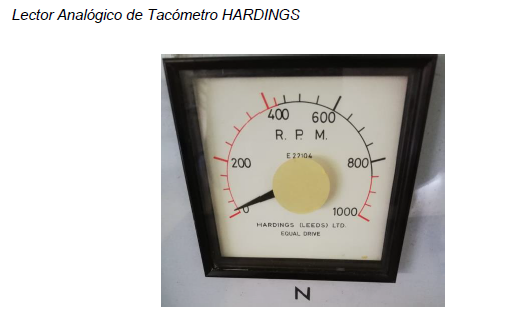 Lector Analógico de Tacómetro HARDINGS
400 600
R. P. M.
E 27104
200 800
0 1000
HARDINGS (LEEDS) LTD.
EQUAL DRIVE
N